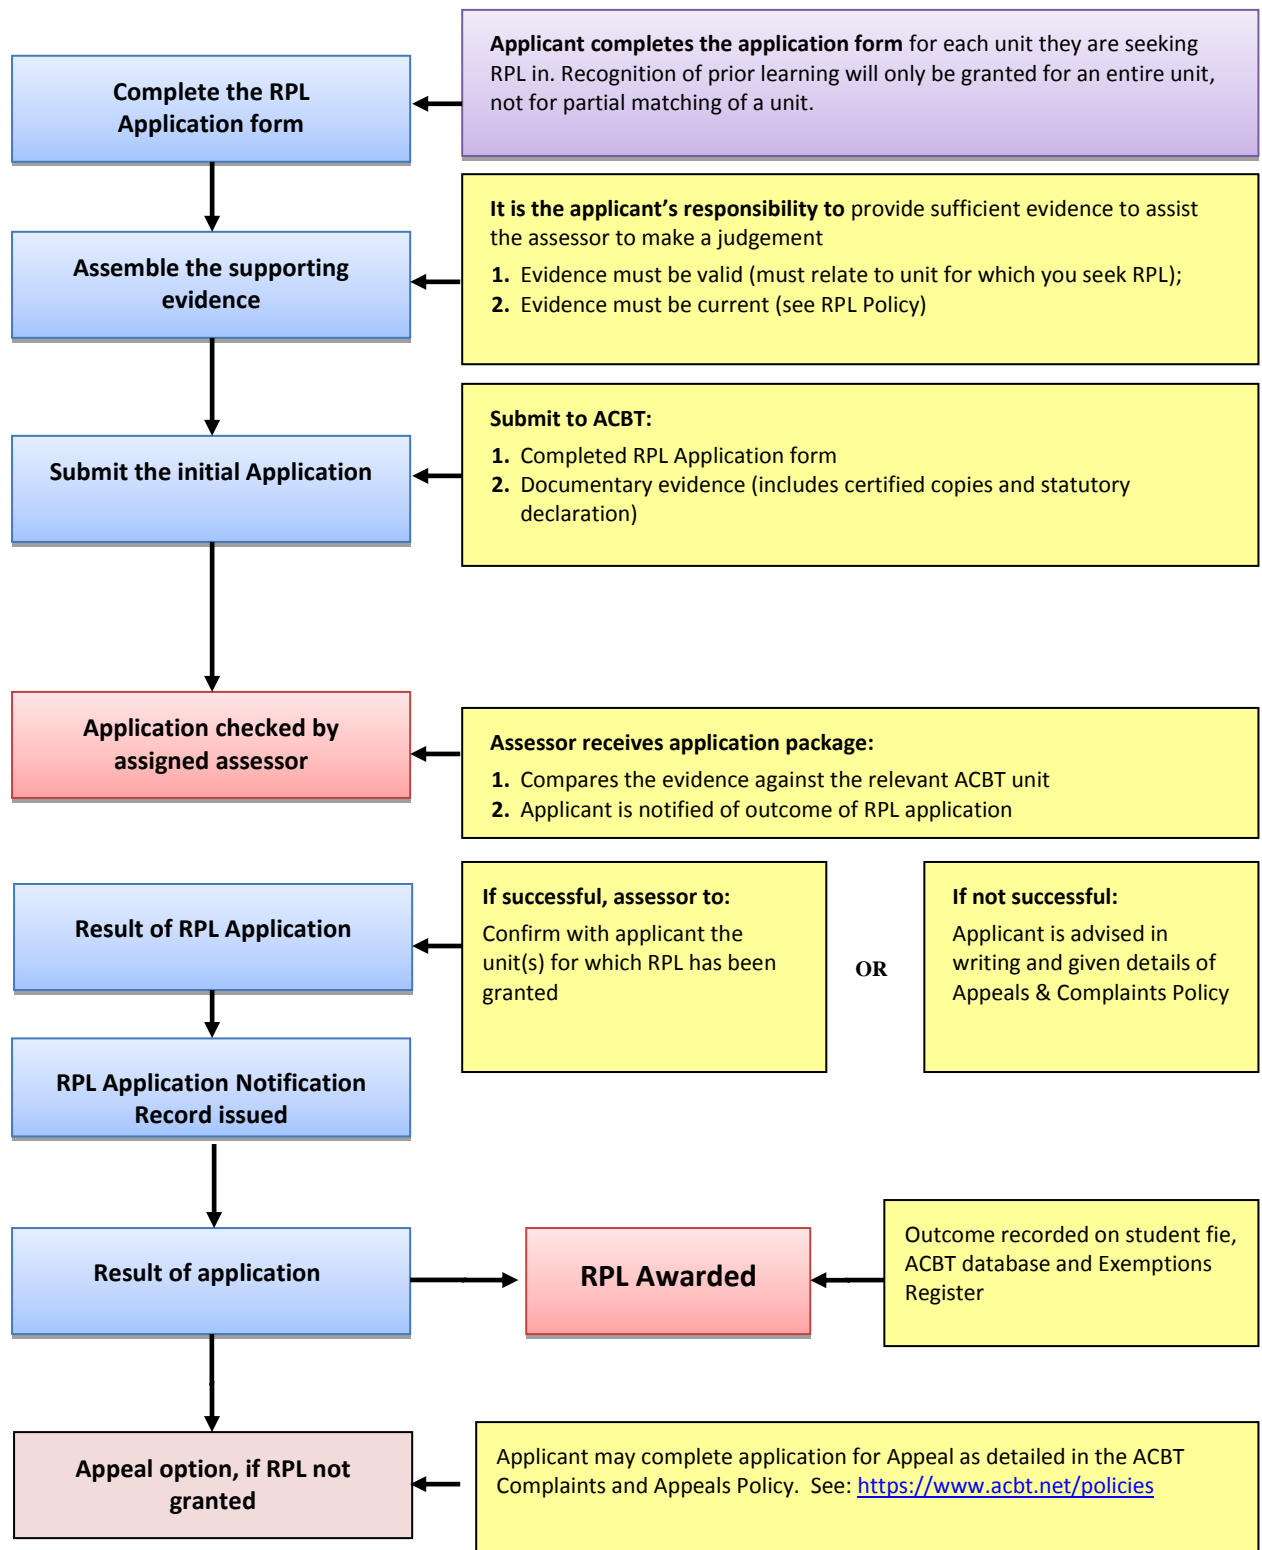 Complete the RPL
Application form
Applicant completes the application form for each unit they are seeking
RPL in. Recognition of prior learning will only be granted for an entire unit,
not for partial matching of a unit.
Assemble the supporting
evidence
It is the applicant’s responsibility to provide sufficient evidence to assist
the assessor to make a judgement
1. Evidence must be valid (must relate to unit for which you seek RPL);
2. Evidence must be current (see RPL Policy)
Submit the initial Application
Submit to ACBT:
1. Completed RPL Application form
2. Documentary evidence (includes certified copies and statutory
declaration)
Application checked by
assigned assessor
Assessor receives application package:
1. Compares the evidence against the relevant ACBT unit
2. Applicant is notified of outcome of RPL application
Result of RPL Application
If successful, assessor to:
Confirm with applicant the
unit(s) for which RPL has been
granted
OR
If not successful:
Applicant is advised in
writing and given details of
Appeals & Complaints Policy
RPL Application Notification
Record issued
Result of application
RPL Awarded
Outcome recorded on student fie,
ACBT database and Exemptions
Register
Appeal option, if RPL not
granted
Applicant may complete application for Appeal as detailed in the ACBT
Complaints and Appeals Policy.  See: https://www.acbt.net/policies